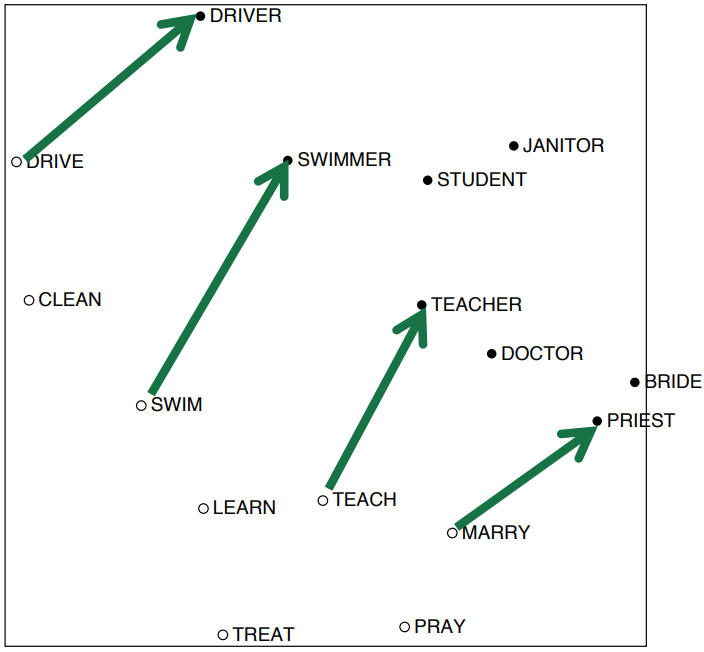 DRIVER
JANITOR
SWIMMER
DRIVE
STUDENT
CLEAN
TEACHER
DOCTOR
BRIDE
SWIM
PRIEST
TEACH
LEARN
MARRY
PRAY
TREAT